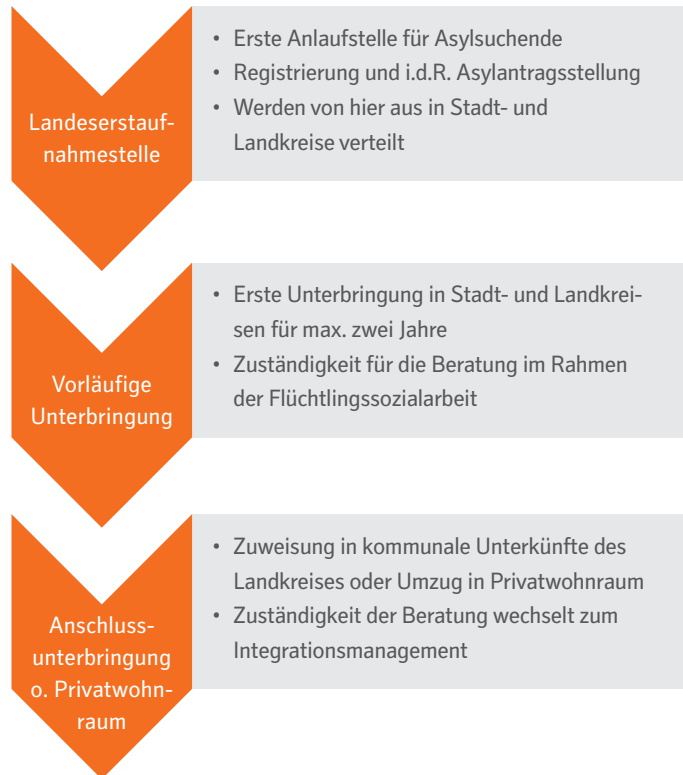 Landeserstauf-
nahmestelle
• Erste Anlaufstelle für Asylsuchende
• Registrierung und i.d.R. Asylantragsstellung
• Werden von hier aus in Stadt- und
Landkreise verteilt
Vorläufige
Unterbringung
• Erste Unterbringung in Stadt- und Landkrei-
sen für max. zwei Jahre
• Zuständigkeit für die Beratung im Rahmen
der Flüchtlingssozialarbeit
Anschluss-
unterbringung
o. Privatwohn-
raum
• Zuweisung in kommunale Unterkünfte des
Landkreises oder Umzug in Privatwohnraum
• Zuständigkeit der Beratung wechselt zum
Integrationsmanagement